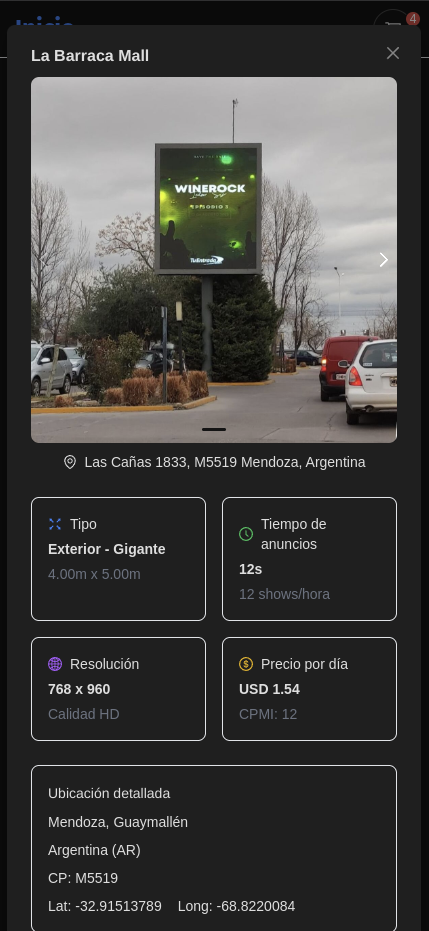 Inicio
4
La Barraca Mall
WINEROCK
EPISODIO 3
TuEntrada
Las Cañas 1833, M5519 Mendoza, Argentina
Tipo
Exterior - Gigante
4.00m x 5.00m
Tiempo de
anuncios
12s
12 shows/hora
Resolución
768 x 960
Calidad HD
Precio por día
USD 1.54
CPMI: 12
Ubicación detallada
Mendoza, Guaymallén
Argentina (AR)
CP: M5519
Lat: -32.91513789 Long: -68.8220084